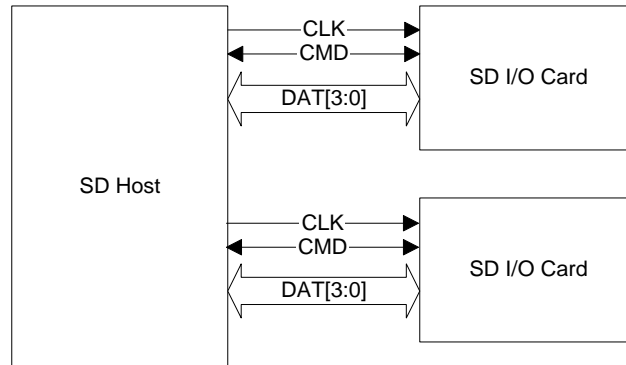 CLK
CMD
SD I/O Card
DAT[3:0]
SD Host
CLK
CMD
SD I/O Card
DAT[3:0]